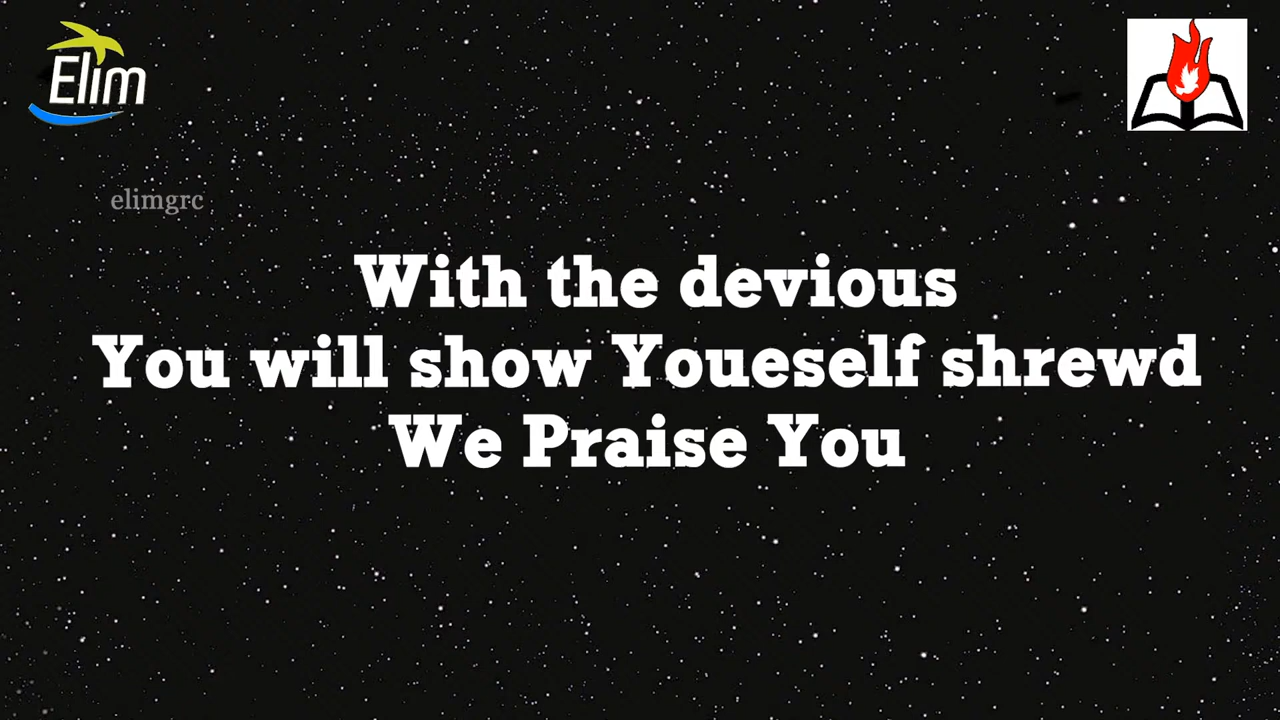 Elim
elimgrc
With the devious
You will show Youeself shrewd
We Praise You